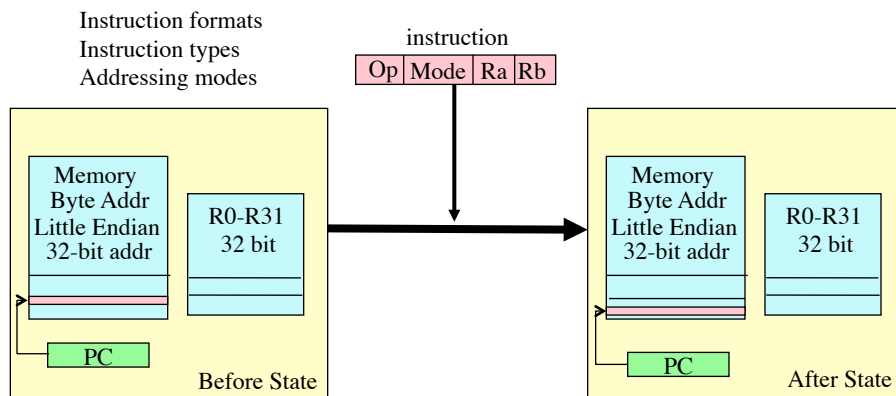 Instruction formats
Instruction types
Addressing modes
instruction
Op Mode Ra Rb
Memory
Byte Addr
Little Endian
32-bit addr
R0-R31
32 bit
PC
Before State
Memory
Byte Addr
Little Endian
32-bit addr
R0-R31
32 bit
PC
After State